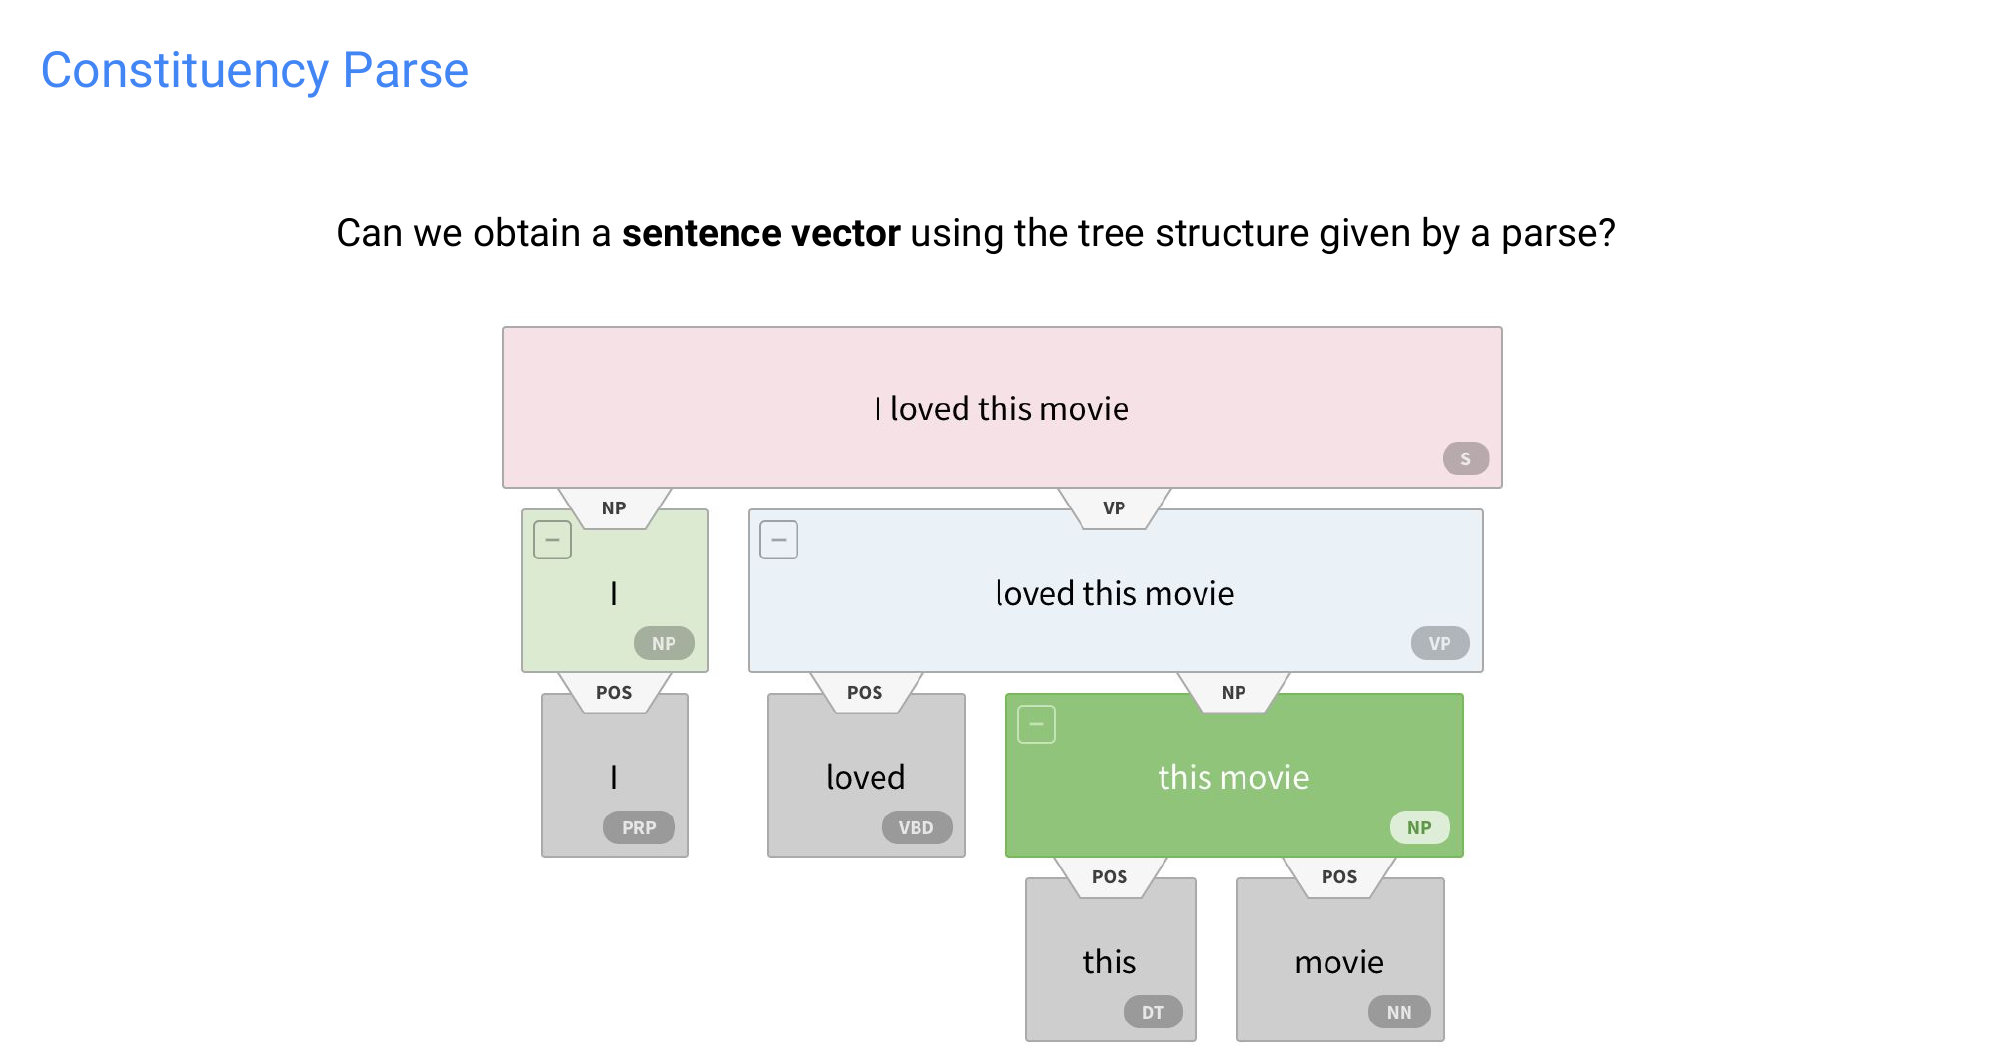 Constituency Parse
Can we obtain a sentence vector using the tree structure given by a parse?
I loved this movie
S
NP
VP
I
NP
loved this movie
VP
POS
POS
NP
I
PRP
loved
VBD
this movie
NP
POS
POS
this
DT
movie
NN